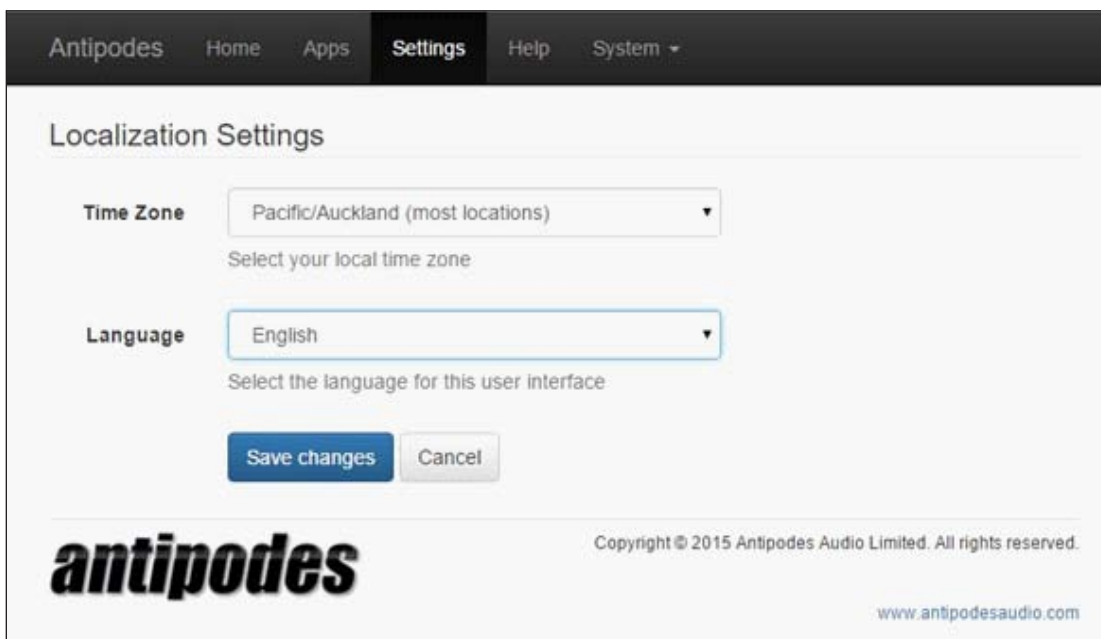 Antipodes Home Apps Settings Help System
Localization Settings
Time Zone Pacific/Auckland (most locations)
Select your local time zone
Language English
Select the language for this user interface
Save changes Cancel
antipodes
Copyright © 2015 Antipodes Audio Limited. All rights reserved.
www.antipodesaudio.com